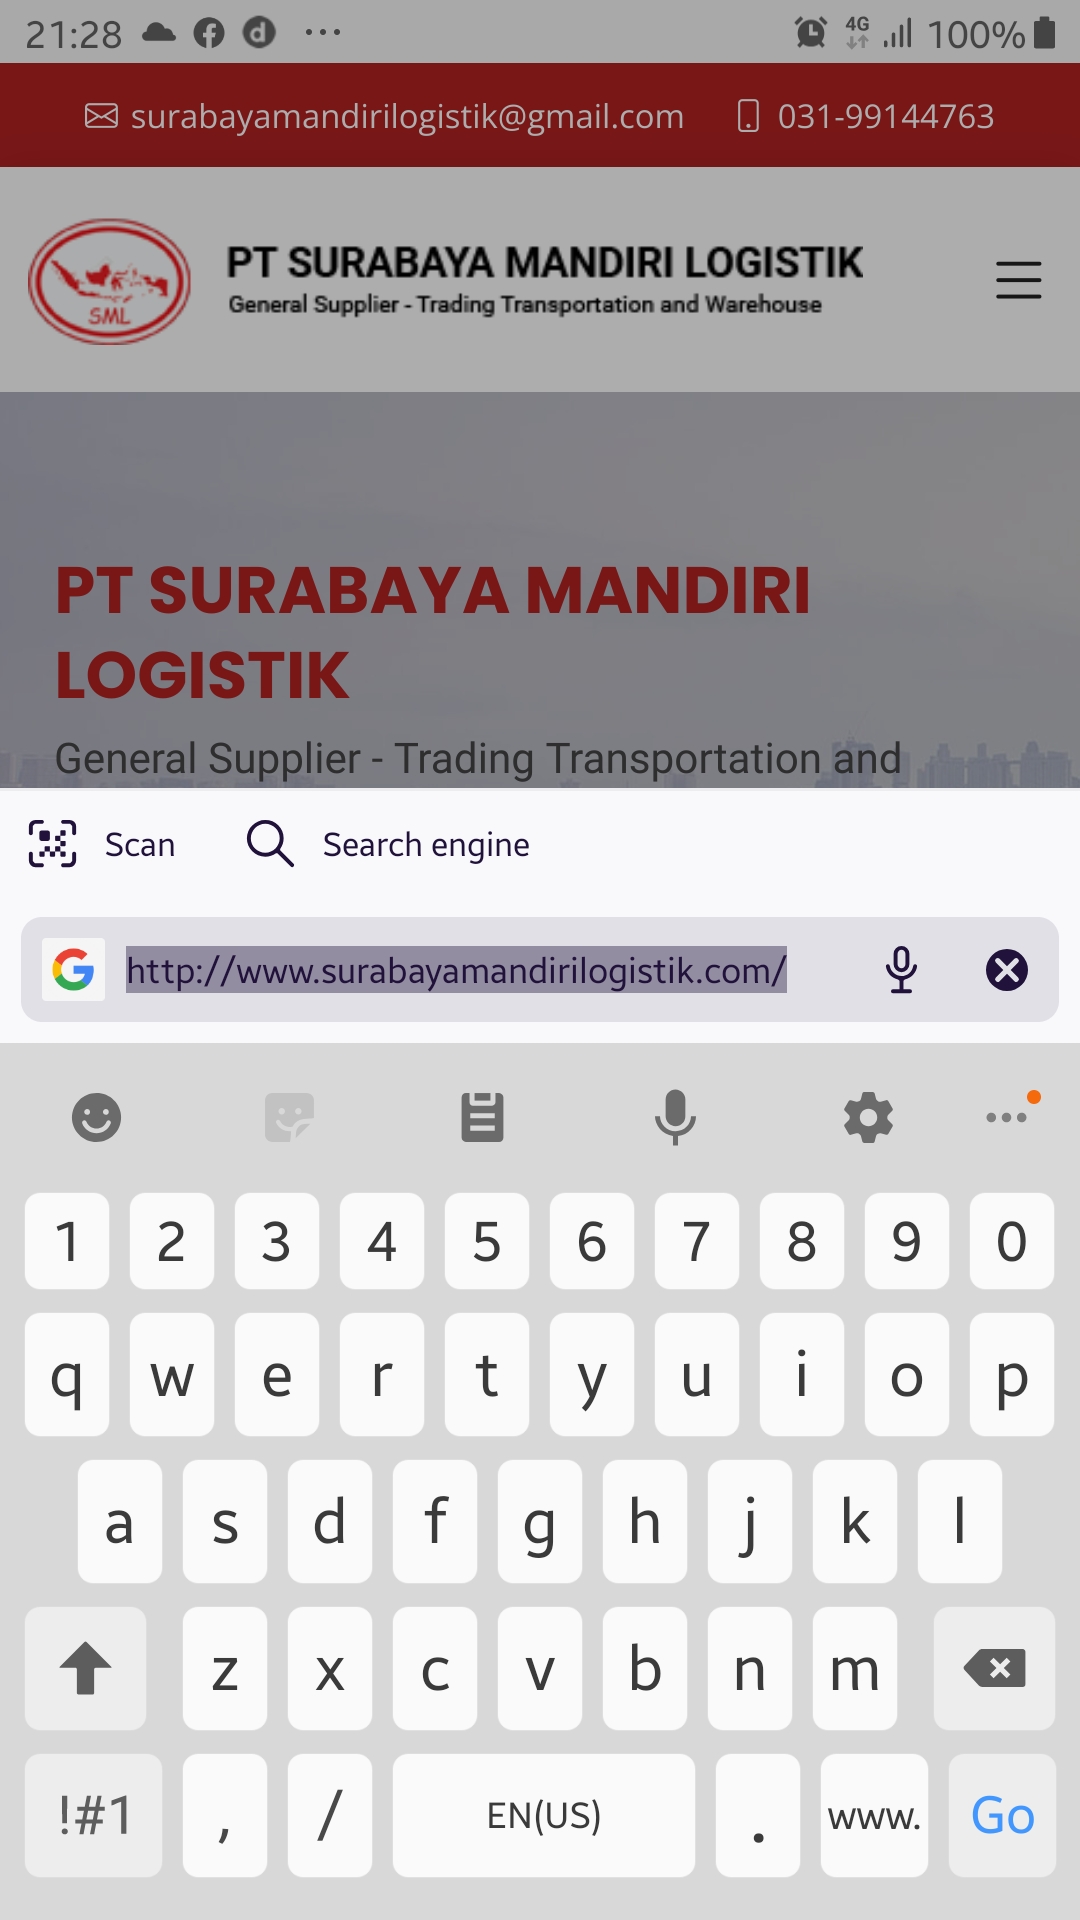 21:28 ... 4G 100%
surabayamandirilogistik@gmail.com 031-99144763
SML
PT SURABAYA MANDIRI LOGISTIK
General Supplier - Trading Transportation and Warehouse
PT SURABAYA MANDIRI
LOGISTIK
General Supplier - Trading Transportation and
Scan Search engine
http://www.surabayamandirilogistik.com/
1 2 3 4 5 6 7 8 9 0
q w e r t y u i o p
a s d f g h j k l
z x c v b n m
!#1 , / EN(US) . www. Go